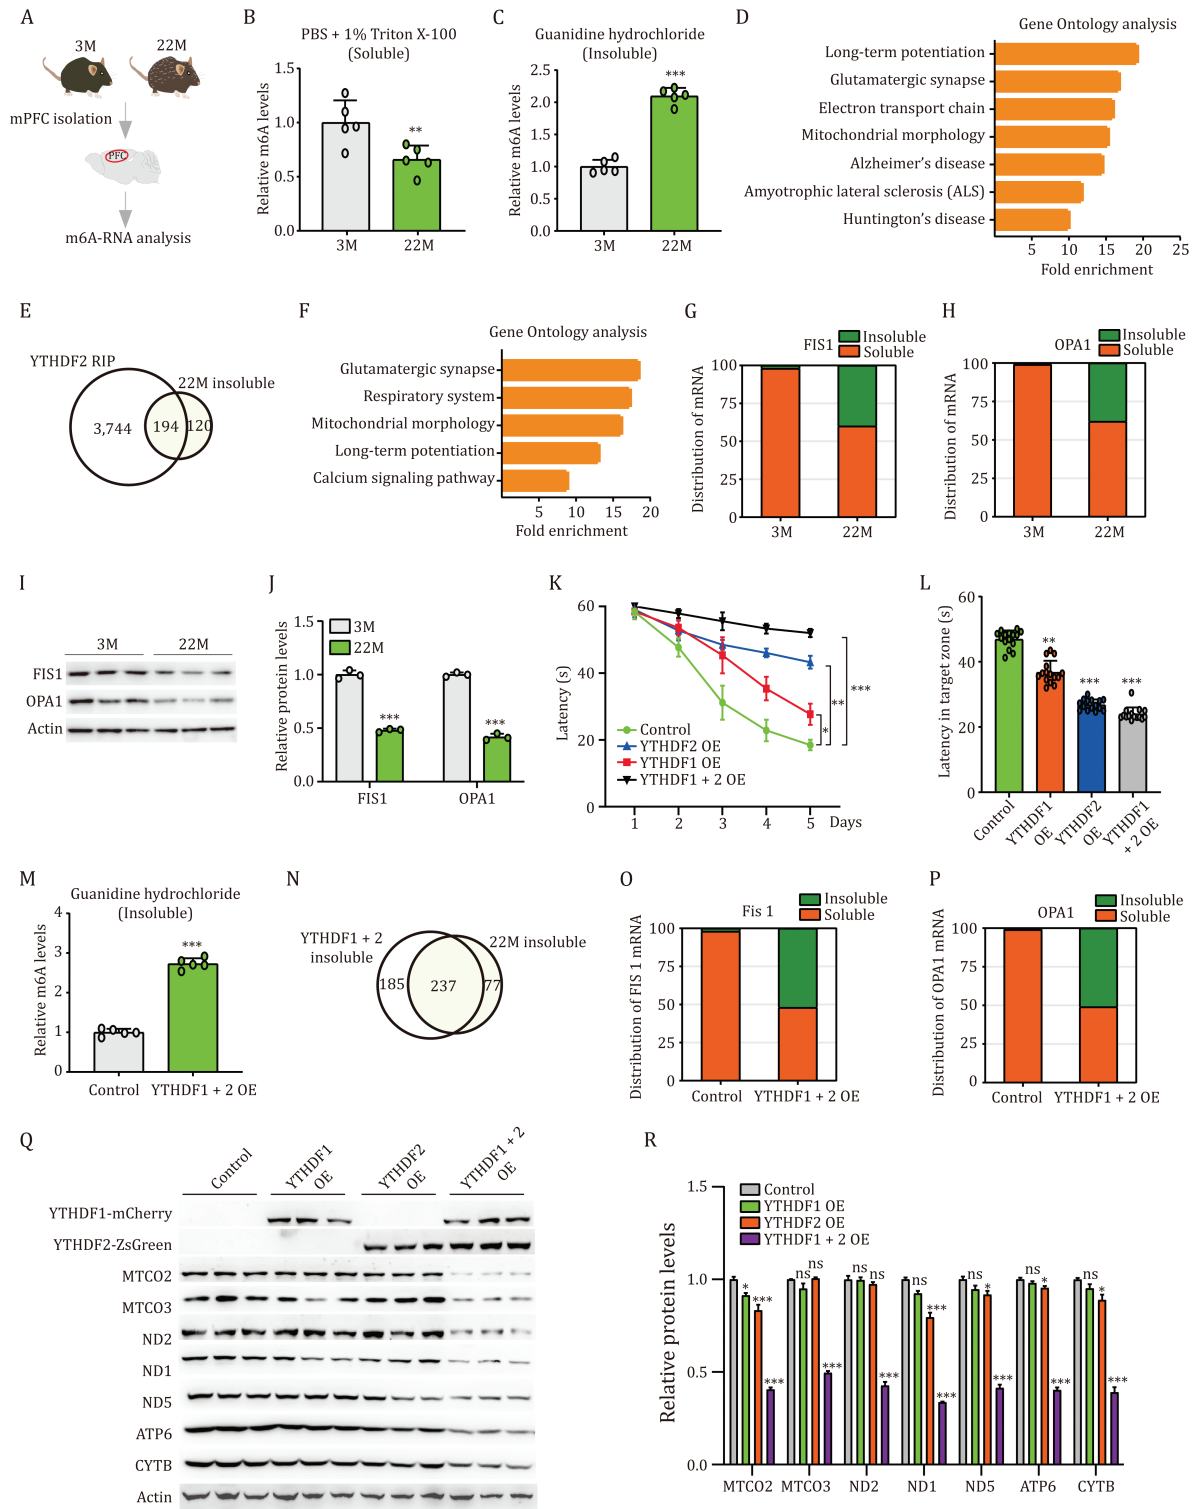 A
3M
22M
mPFC isolation
PFC
m6A-RNA analysis
B
PBS + 1% Triton X-100
(Soluble)
Relative m6A levels
1.5
1.0
0.5
0.0
**
3M
22M
C
Guanidine hydrochloride
(Insoluble)
Relative m6A levels
2.5
2.0
1.5
1.0
0.5
0.0
***
3M
22M
D
Gene Ontology analysis
Long-term potentiation
Glutamatergic synapse
Electron transport chain
Mitochondrial morphology
Alzheimer's disease
Amyotrophic lateral sclerosis (ALS)
Huntington's disease
5 10 15 20 25
Fold enrichment
E
YTHDF2 RIP
22M insoluble
3,744
194
120
F
Gene Ontology analysis
Glutamatergic synapse
Respiratory system
Mitochondrial morphology
Long-term potentiation
Calcium signaling pathway
5 10 15 20
Fold enrichment
G
FIS1
Insoluble
Soluble
Distribution of mRNA
100
75
50
25
0
3M
22M
H
OPA1
Insoluble
Soluble
Distribution of mRNA
100
75
50
25
0
3M
22M
I
3M
22M
FIS1
OPA1
Actin
J
Relative protein levels
1.5
1.0
0.5
0.0
3M
22M
***
***
FIS1
OPA1
K
Latency (s)
60
40
20
0
Control
YTHDF2 OE
YTHDF1 OE
YTHDF1 + 2 OE
*
**
***
1 2 3 4 5 Days
L
Latency in target zone (s)
60
40
20
0
**
***
***
Control
YTHDF1
OE
YTHDF2
OE
YTHDF1
+ 2 OE
M
Guanidine hydrochloride
(Insoluble)
Relative m6A levels
4
3
2
1
0
***
Control
YTHDF1 + 2 OE
N
YTHDF1 + 2
insoluble
22M insoluble
185
237
77
O
Fis 1
Insoluble
Soluble
Distribution of FIS 1 mRNA
100
75
50
25
0
Control
YTHDF1 + 2 OE
P
OPA1
Insoluble
Soluble
Distribution of OPA1 mRNA
100
75
50
25
0
Control
YTHDF1 + 2 OE
Q
Control
YTHDF1
OE
YTHDF2
OE
YTHDF1 + 2
OE
YTHDF1-mCherry
YTHDF2-ZsGreen
MTCO2
MTCO3
ND2
ND1
ND5
ATP6
CYTB
Actin
R
Relative protein levels
1.5
1.0
0.5
0.0
Control
YTHDF1 OE
YTHDF2 OE
YTHDF1 + 2 OE
* *** ***
ns ns ***
ns ns ***
ns *** ***
ns * ***
ns * ***
ns * ***
MTCO2 MTCO3 ND2 ND1 ND5 ATP6 CYTB